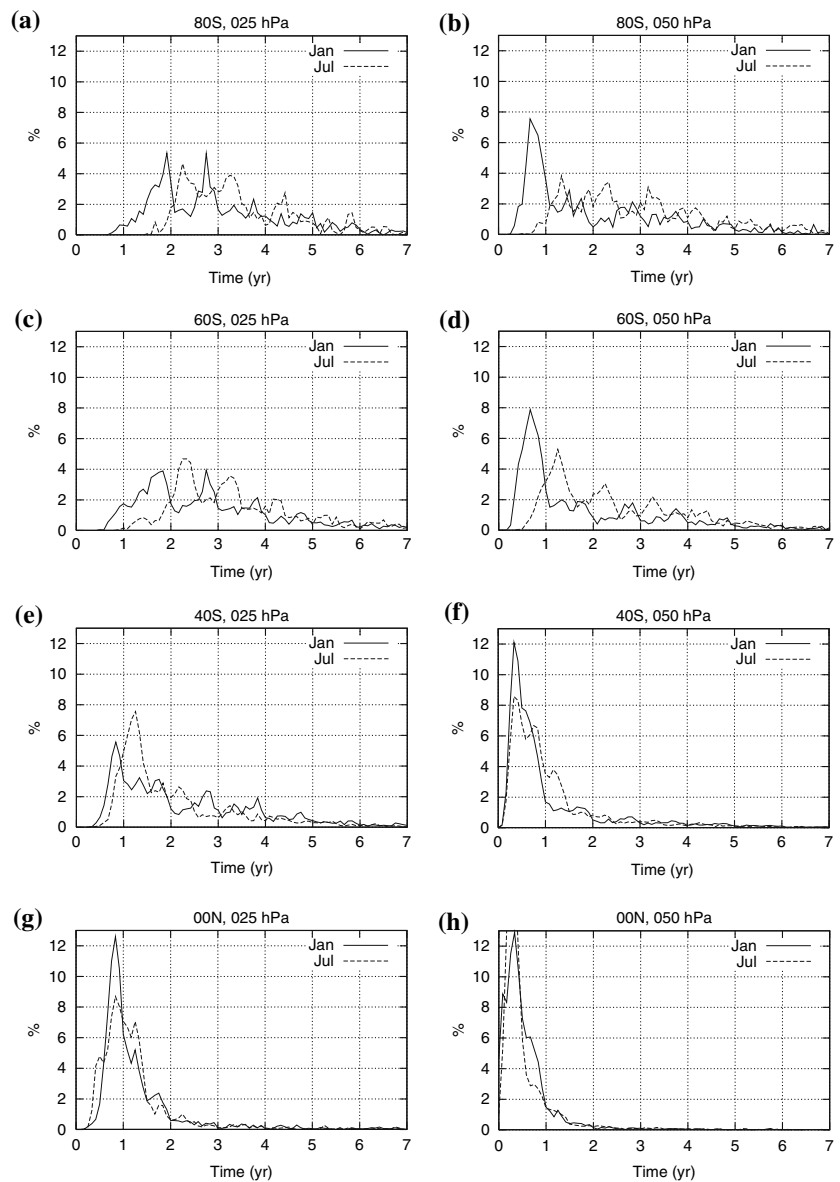 (a) 80S, 025 hPa
Jan
Jul
12
10
8
6
4
2
0
%
0 1 2 3 4 5 6 7
Time (yr)
(b) 80S, 050 hPa
Jan
Jul
12
10
8
6
4
2
0
%
0 1 2 3 4 5 6 7
Time (yr)
(c) 60S, 025 hPa
Jan
Jul
12
10
8
6
4
2
0
%
0 1 2 3 4 5 6 7
Time (yr)
(d) 60S, 050 hPa
Jan
Jul
12
10
8
6
4
2
0
%
0 1 2 3 4 5 6 7
Time (yr)
(e) 40S, 025 hPa
Jan
Jul
12
10
8
6
4
2
0
%
0 1 2 3 4 5 6 7
Time (yr)
(f) 40S, 050 hPa
Jan
Jul
12
10
8
6
4
2
0
%
0 1 2 3 4 5 6 7
Time (yr)
(g) 00N, 025 hPa
Jan
Jul
12
10
8
6
4
2
0
%
0 1 2 3 4 5 6 7
Time (yr)
(h) 00N, 050 hPa
Jan
Jul
12
10
8
6
4
2
0
%
0 1 2 3 4 5 6 7
Time (yr)